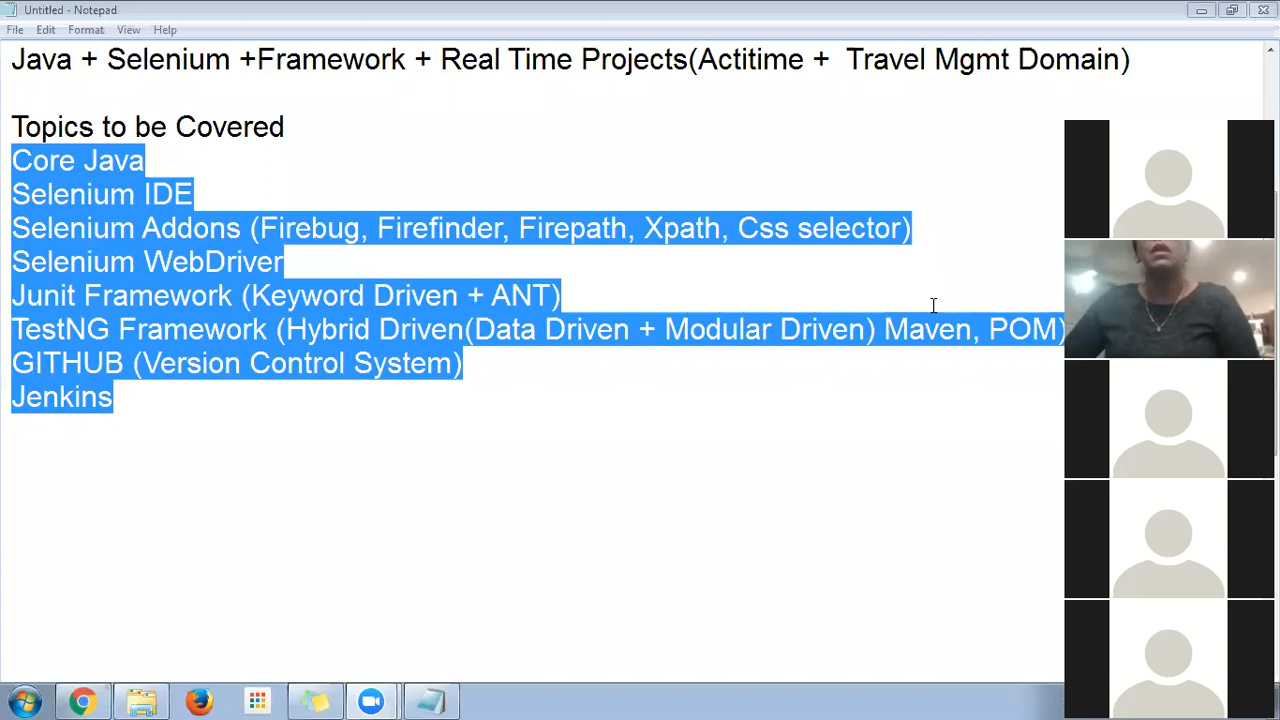 Untitled - Notepad
File Edit Format View Help
Java + Selenium +Framework + Real Time Projects(Actitime + Travel Mgmt Domain)
Topics to be Covered
Core Java
Selenium IDE
Selenium Addons (Firebug, Firefinder, Firepath, Xpath, Css selector)
Selenium WebDriver
Junit Framework (Keyword Driven + ANT)
TestNG Framework (Hybrid Driven(Data Driven + Modular Driven) Maven, POM)
GITHUB (Version Control System)
Jenkins